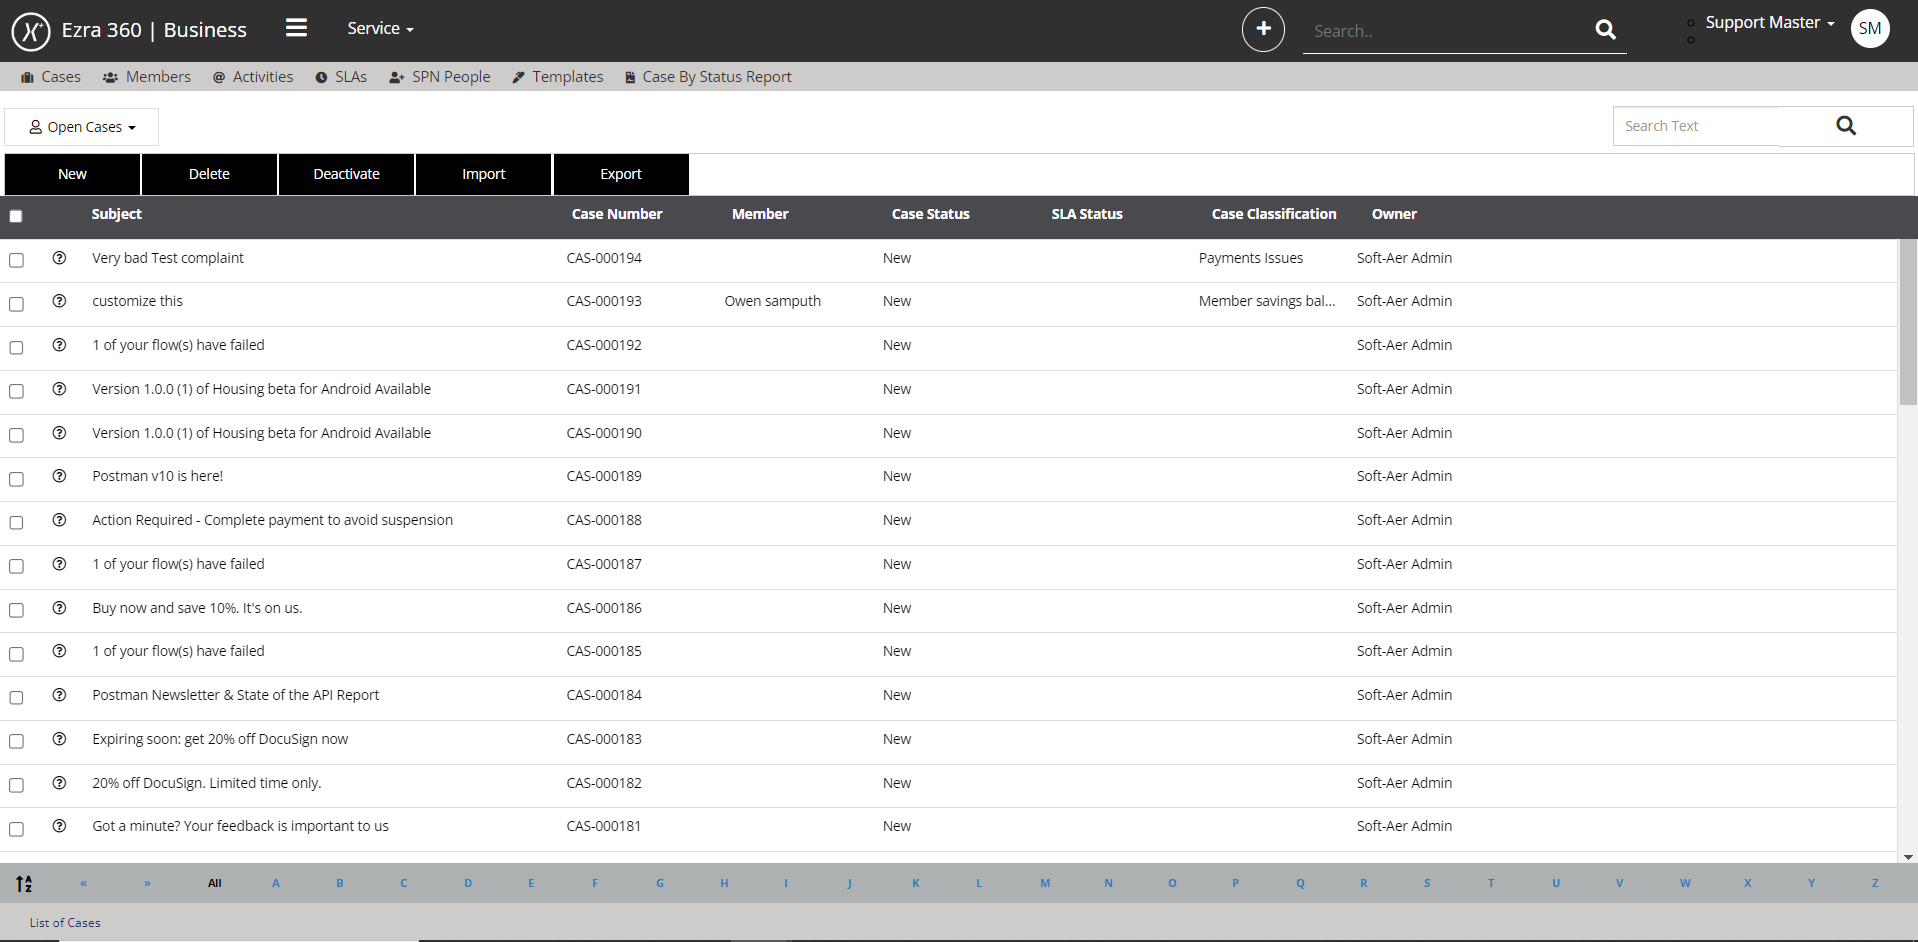 Ezra 360 | Business Service Search.. Support Master SM
Cases Members Activities SLAs SPN People Templates Case By Status Report
Open Cases Search Text
New Delete Deactivate Import Export
Subject Case Number Member Case Status SLA Status Case Classification Owner
Very bad Test complaint CAS-000194 New Payments Issues Soft-Aer Admin
customize this CAS-000193 Owen samputh New Member savings bal... Soft-Aer Admin
1 of your flow(s) have failed CAS-000192 New Soft-Aer Admin
Version 1.0.0 (1) of Housing beta for Android Available CAS-000191 New Soft-Aer Admin
Version 1.0.0 (1) of Housing beta for Android Available CAS-000190 New Soft-Aer Admin
Postman v10 is here! CAS-000189 New Soft-Aer Admin
Action Required - Complete payment to avoid suspension CAS-000188 New Soft-Aer Admin
1 of your flow(s) have failed CAS-000187 New Soft-Aer Admin
Buy now and save 10%. It's on us. CAS-000186 New Soft-Aer Admin
1 of your flow(s) have failed CAS-000185 New Soft-Aer Admin
Postman Newsletter & State of the API Report CAS-000184 New Soft-Aer Admin
Expiring soon: get 20% off DocuSign now CAS-000183 New Soft-Aer Admin
20% off DocuSign. Limited time only. CAS-000182 New Soft-Aer Admin
Got a minute? Your feedback is important to us CAS-000181 New Soft-Aer Admin
« » All A B C D E F G H I J K L M N O P Q R S T U V W X Y Z
List of Cases